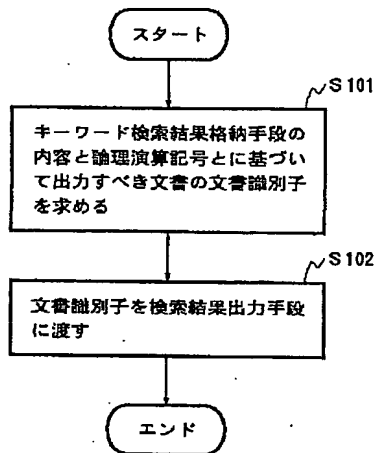 スタート
S101
キーワード検索結果格納手段の
内容と論理演算記号とに基づい
て出力すべき文書の文書識別子
を求める
S102
文書識別子を検索結果出力手段
に渡す
エンド